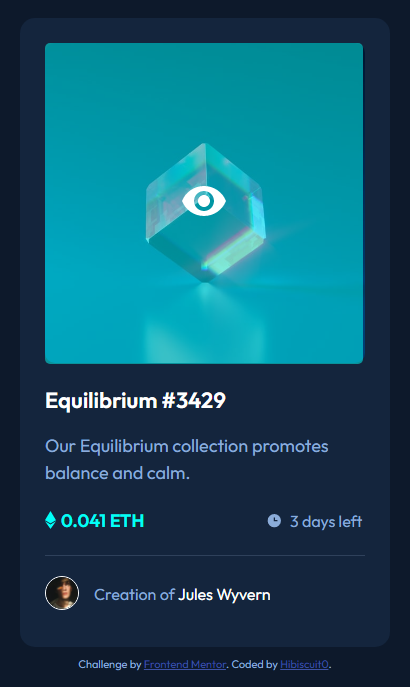 Equilibrium #3429
Our Equilibrium collection promotes
balance and calm.
0.041 ETH
3 days left
Creation of Jules Wyvern
Challenge by Frontend Mentor. Coded by Hibiscuit0.